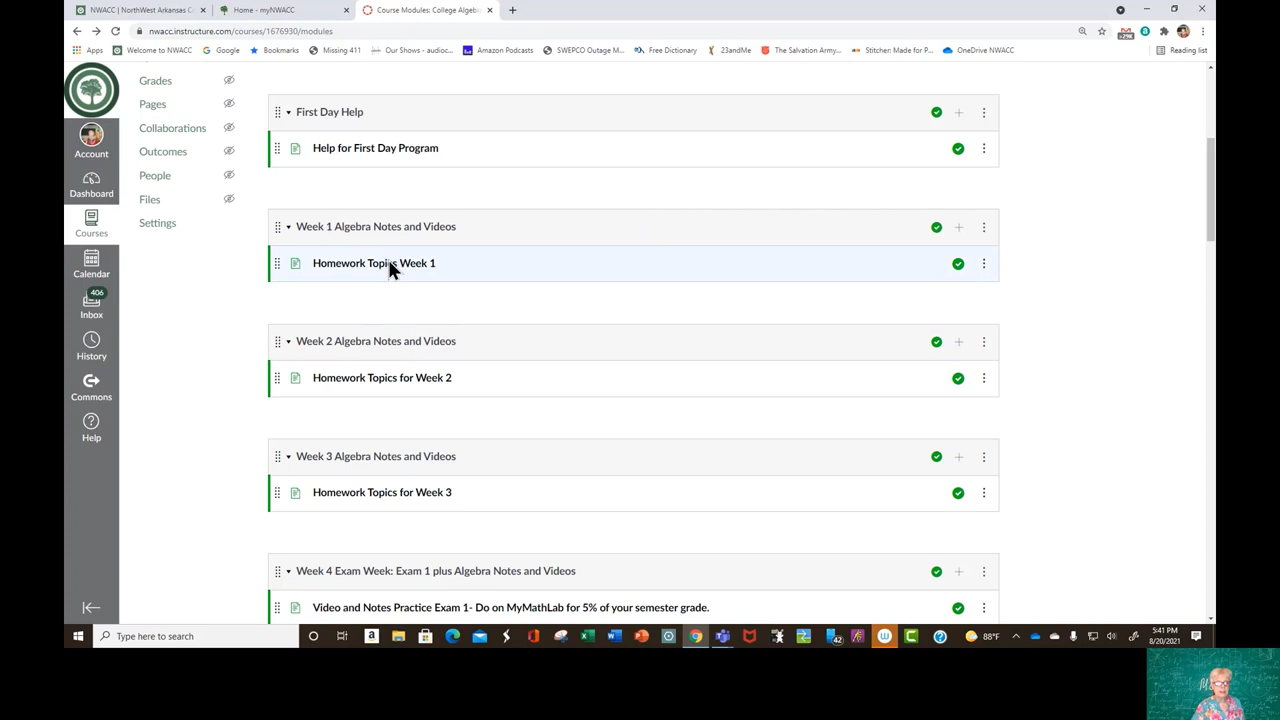 NWACC | NorthWest Arkansas C
Home - myNWACC
Course Modules: College Algeb
nwacc.instructure.com/courses/1676930/modules
Apps
Welcome to NWACC
Google
Bookmarks
Missing 411
Our Shows - audioc...
Amazon Podcasts
SWEPCO Outage M...
Free Dictionary
23andMe
The Salvation Army...
Stitcher: Made for P...
OneDrive NWACC
Reading list
Account
Dashboard
Courses
Calendar
406
Inbox
History
Commons
Help
Grades
Pages
Collaborations
Outcomes
People
Files
Settings
First Day Help
Help for First Day Program
Week 1 Algebra Notes and Videos
Homework Topics Week 1
Week 2 Algebra Notes and Videos
Homework Topics for Week 2
Week 3 Algebra Notes and Videos
Homework Topics for Week 3
Week 4 Exam Week: Exam 1 plus Algebra Notes and Videos
Video and Notes Practice Exam 1- Do on MyMathLab for 5% of your semester grade.
Type here to search
42
88°F
5:41 PM
8/20/2021